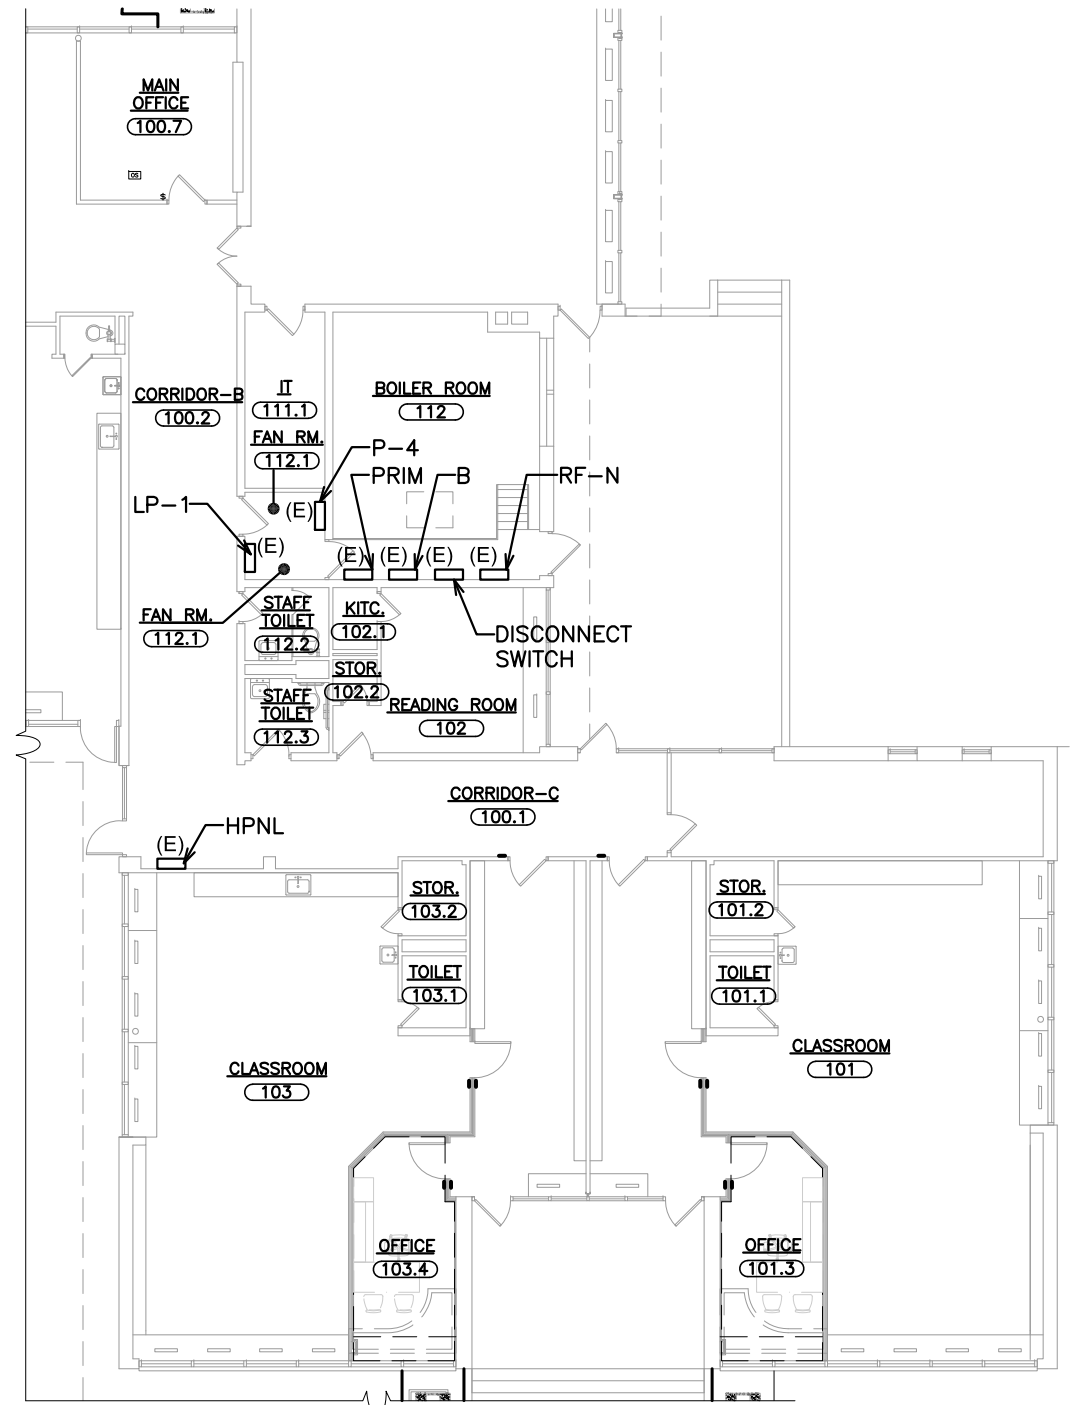 MAIN
OFFICE
100.7
OS
$
CORRIDOR-B
100.2
IT
111.1
BOILER ROOM
112
FAN RM.
112.1
P-4
PRIM
B
RF-N
LP-1
(E)
(E)
(E)
(E)
(E)
(E)
FAN RM.
112.1
STAFF
TOILET
112.2
KITC.
102.1
DISCONNECT
SWITCH
STOR.
102.2
STAFF
TOILET
112.3
READING ROOM
102
CORRIDOR-C
100.1
(E)
HPNL
STOR.
103.2
STOR.
101.2
TOILET
103.1
TOILET
101.1
CLASSROOM
103
CLASSROOM
101
OFFICE
103.4
OFFICE
101.3